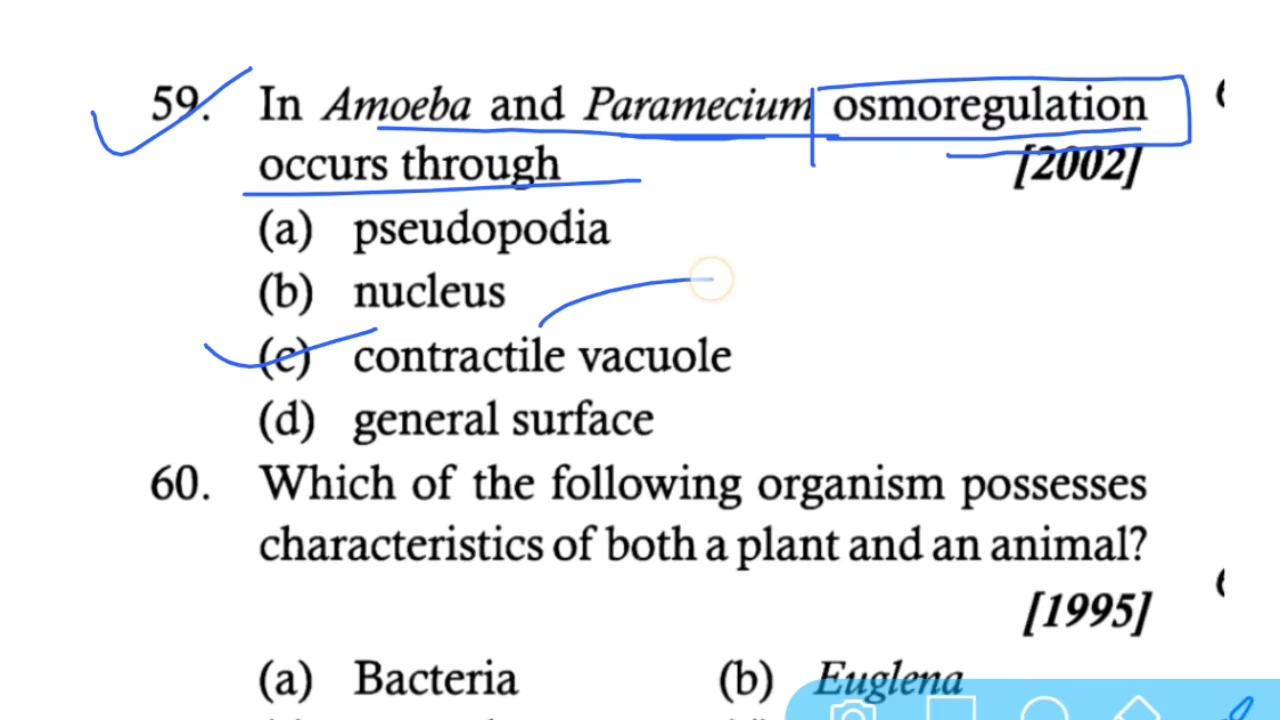 59. In Amoeba and Paramecium osmoregulation
occurs through [2002]
(a) pseudopodia
(b) nucleus
(c) contractile vacuole
(d) general surface
60. Which of the following organism possesses
characteristics of both a plant and an animal?
[1995]
(a) Bacteria (b) Euglena